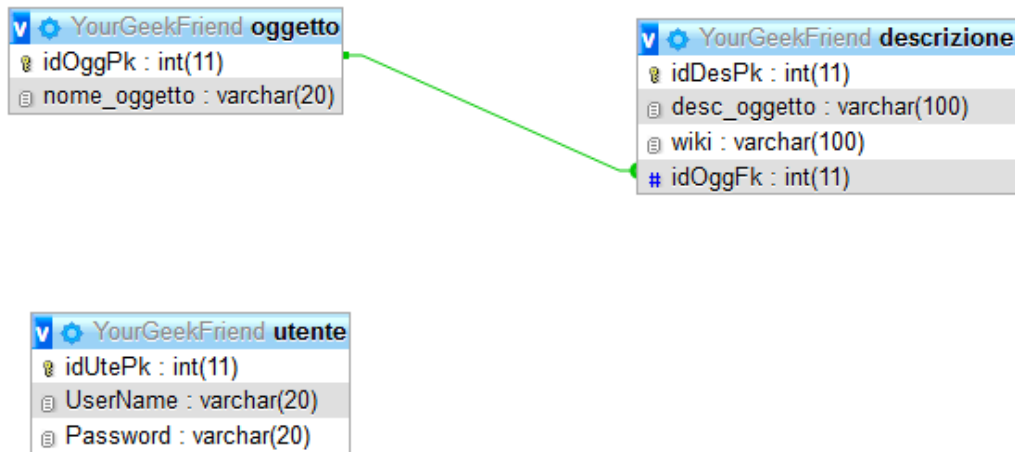 v YourGeekFriend oggetto
idOggPk : int(11)
nome_oggetto : varchar(20)
v YourGeekFriend descrizione
idDesPk : int(11)
desc_oggetto : varchar(100)
wiki : varchar(100)
# idOggFk : int(11)
v YourGeekFriend utente
idUtePk : int(11)
UserName : varchar(20)
Password : varchar(20)